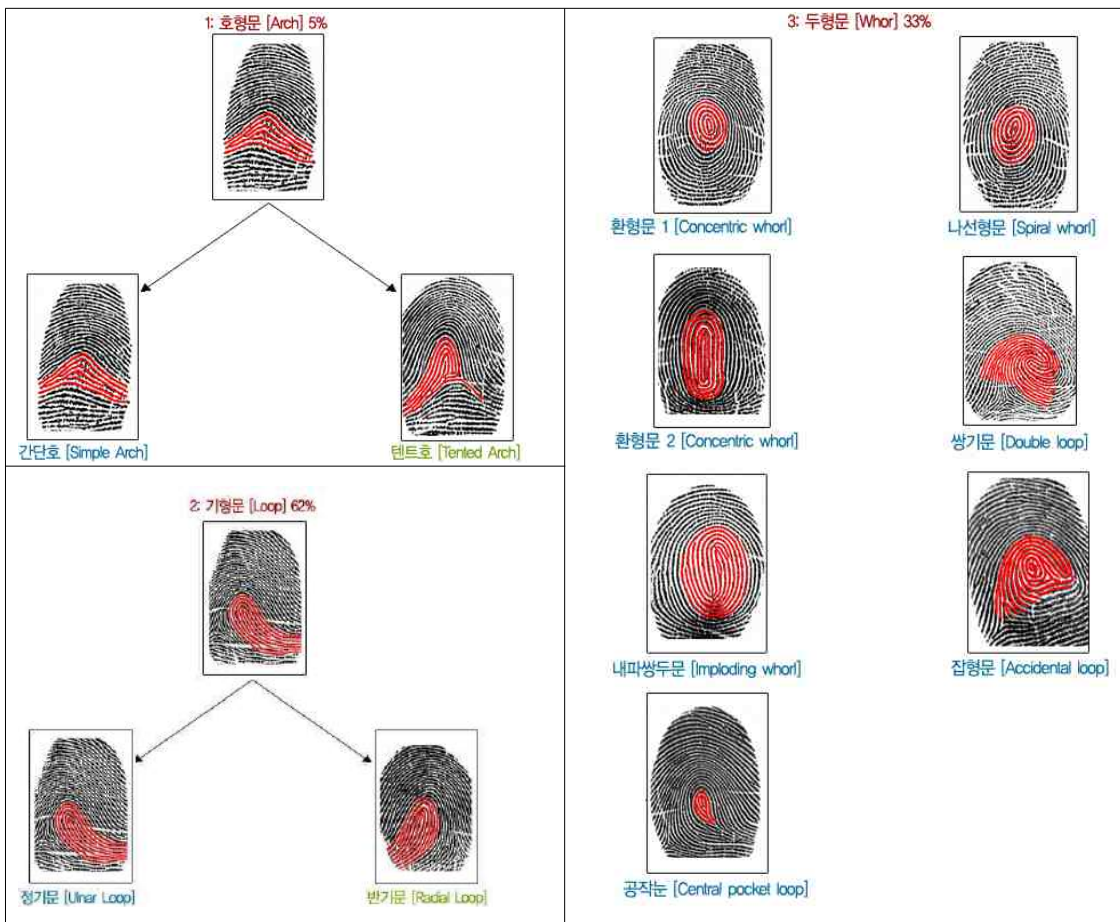 1: 호형문 [Arch] 5%
간단호 [Simple Arch]
텐트호 [Tented Arch]
2: 기형문 [Loop] 62%
정기문 [Ulnar Loop]
반기문 [Radial Loop]
3: 두형문 [Whor] 33%
환형문 1 [Concentric whorl]
나선형문 [Spiral whorl]
환형문 2 [Concentric whorl]
쌍기문 [Double loop]
내파쌍두문 [Imploding whorl]
잡형문 [Accidental loop]
공작눈 [Central pocket loop]